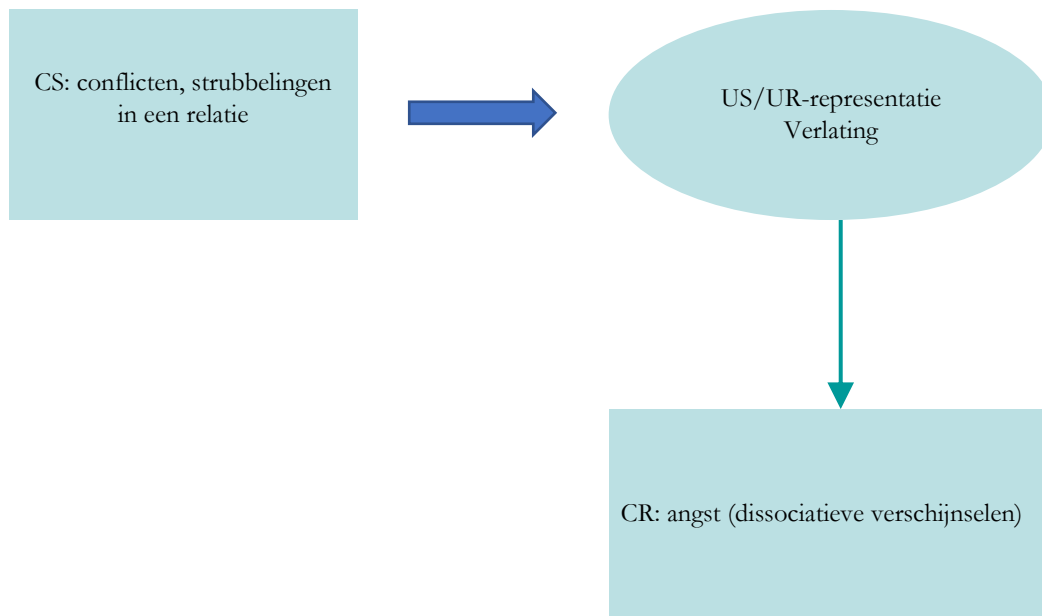 CS: conflicten, strubbelingen
in een relatie
US/UR-representatie
Verlating
CR: angst (dissociatieve verschijnselen)